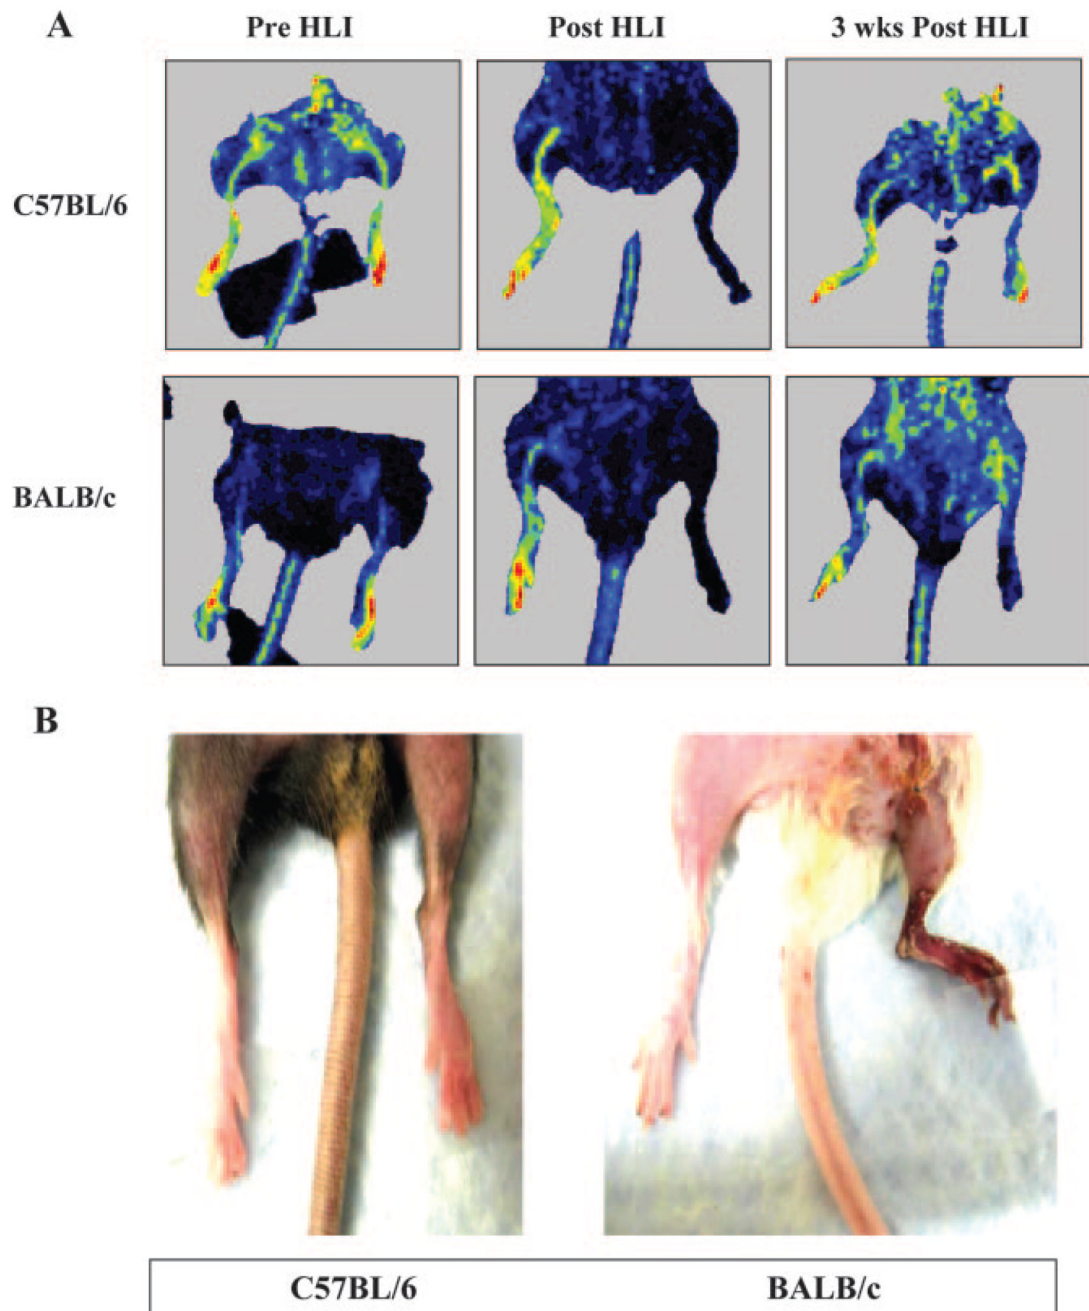 A
Pre HLI
Post HLI
3 wks Post HLI
C57BL/6
BALB/c
B
C57BL/6
BALB/c